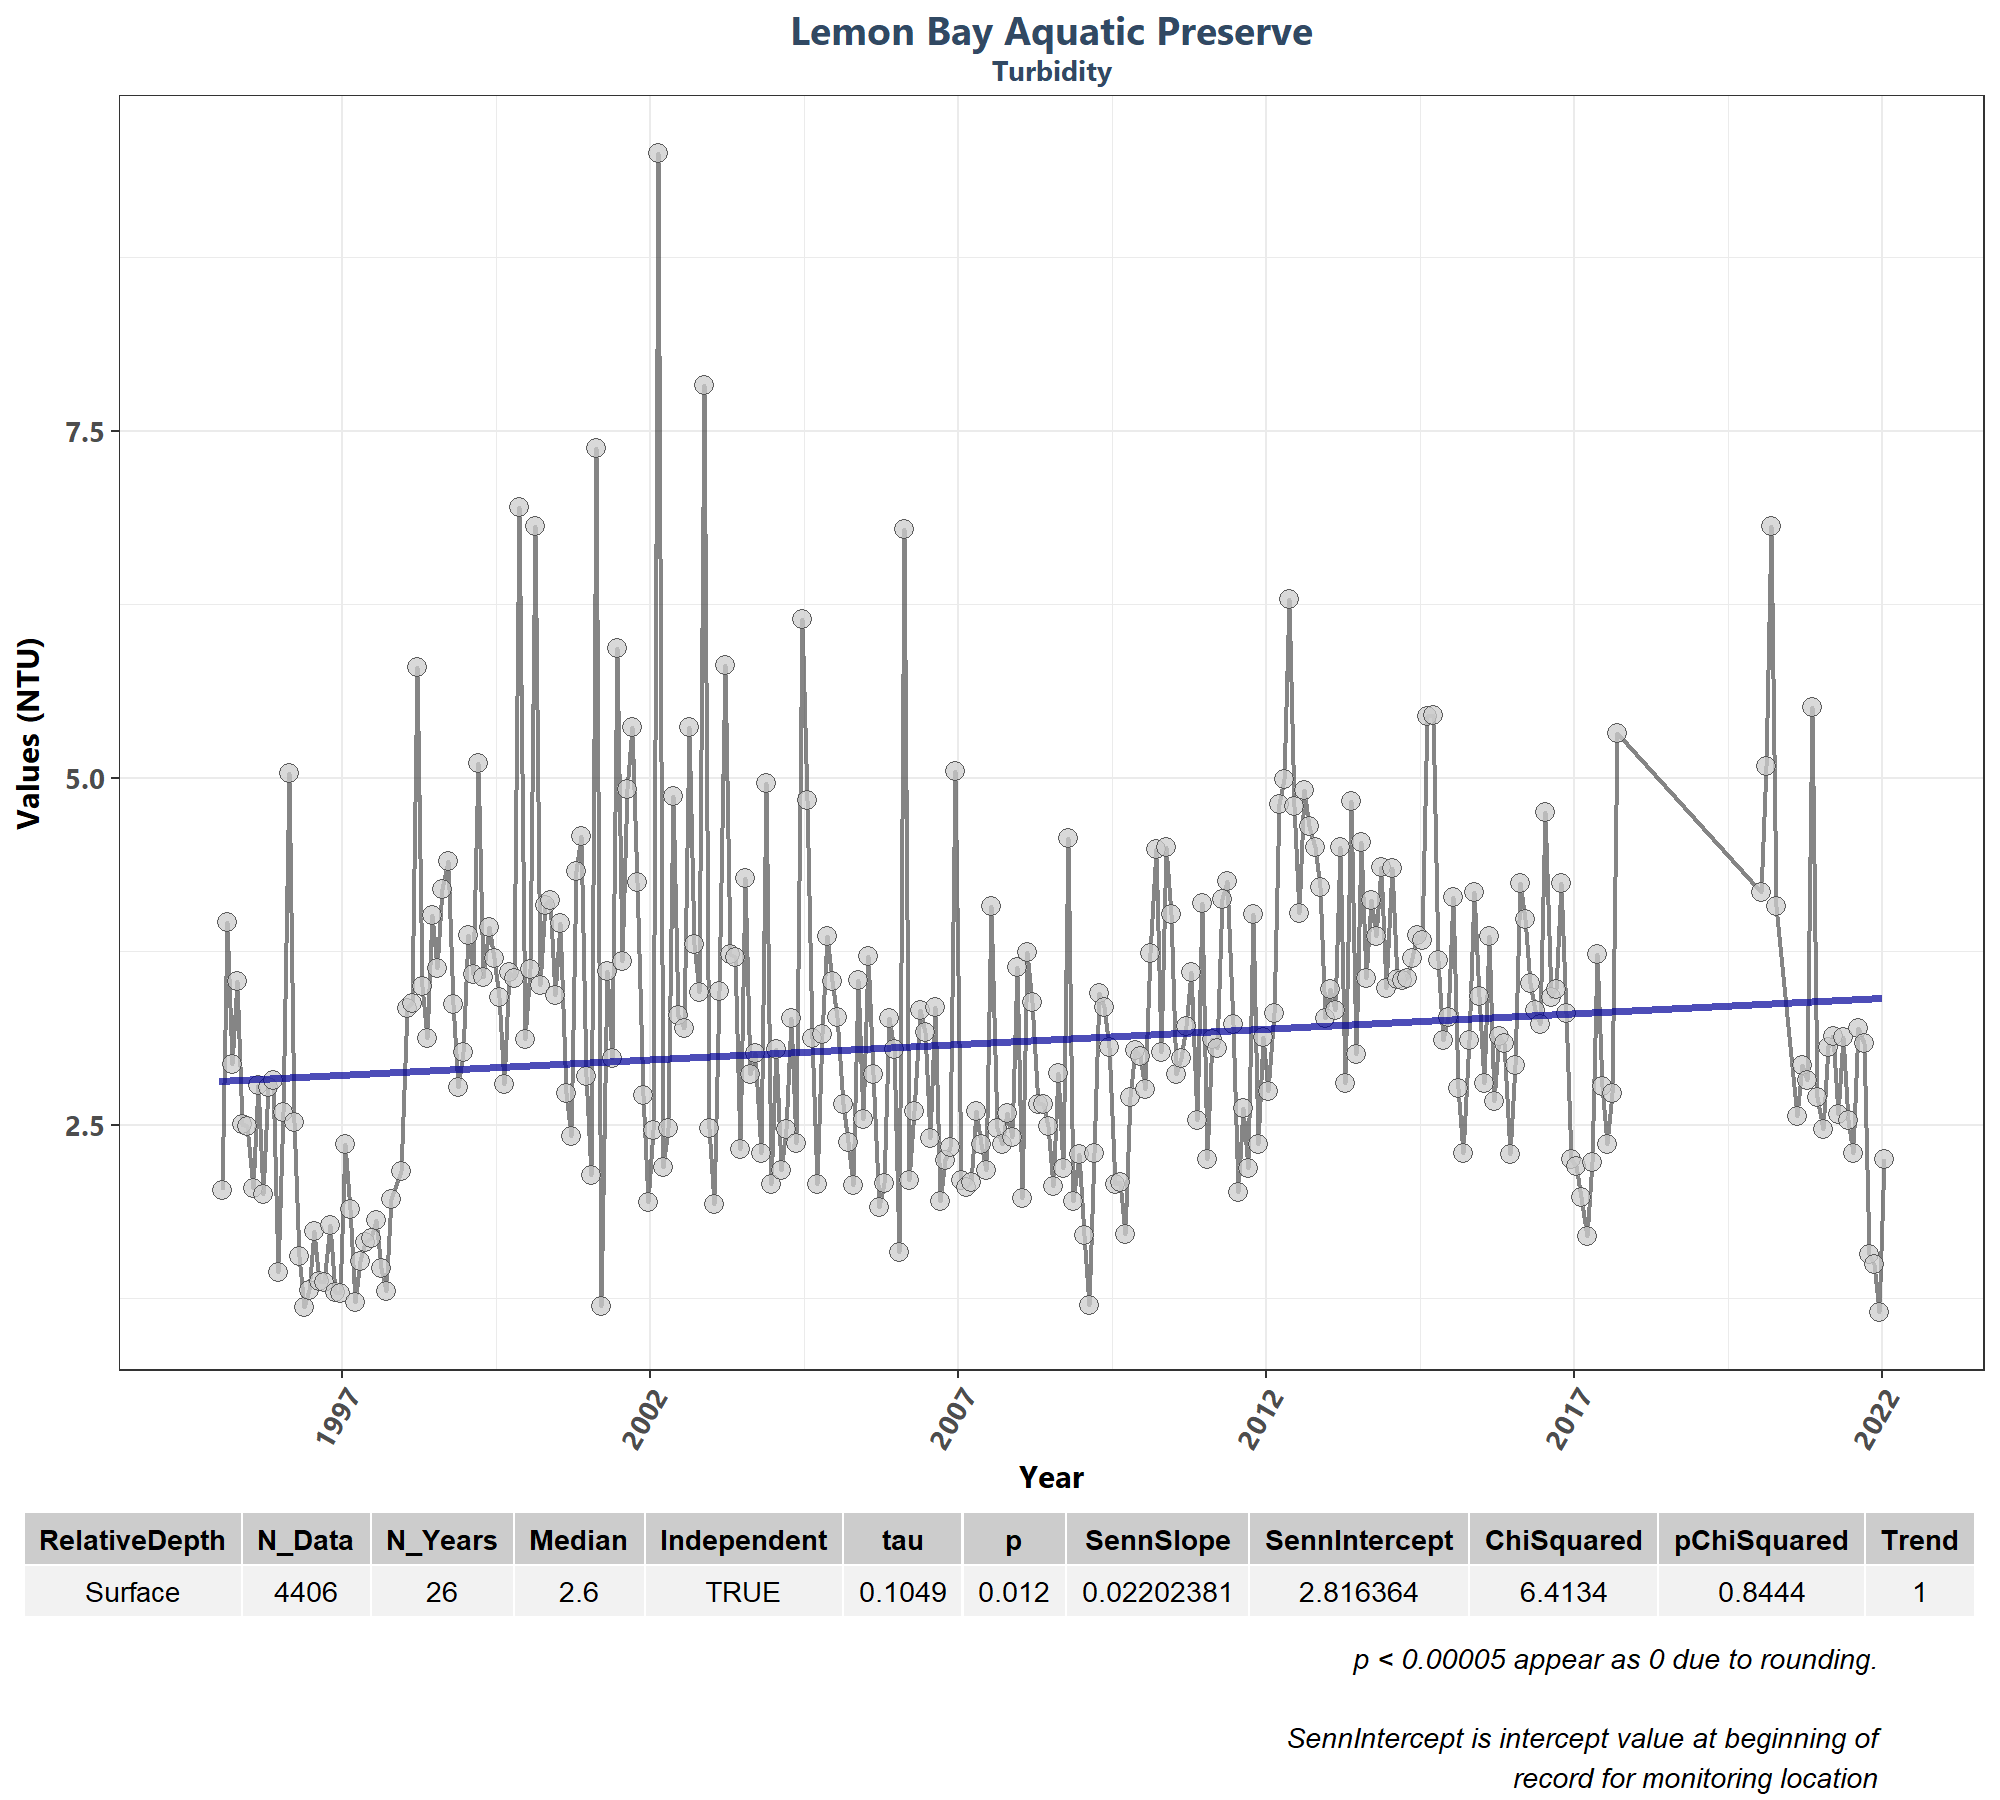 Lemon Bay Aquatic Preserve
Turbidity
Values (NTU)
7.5
5.0
2.5
1997
2002
2007
2012
2017
2022
Year
RelativeDepth N_Data N_Years Median Independent tau p SennSlope SennIntercept ChiSquared pChiSquared Trend
Surface 4406 26 2.6 TRUE 0.1049 0.012 0.02202381 2.816364 6.4134 0.8444 1
p < 0.00005 appear as 0 due to rounding.
SennIntercept is intercept value at beginning of
record for monitoring location